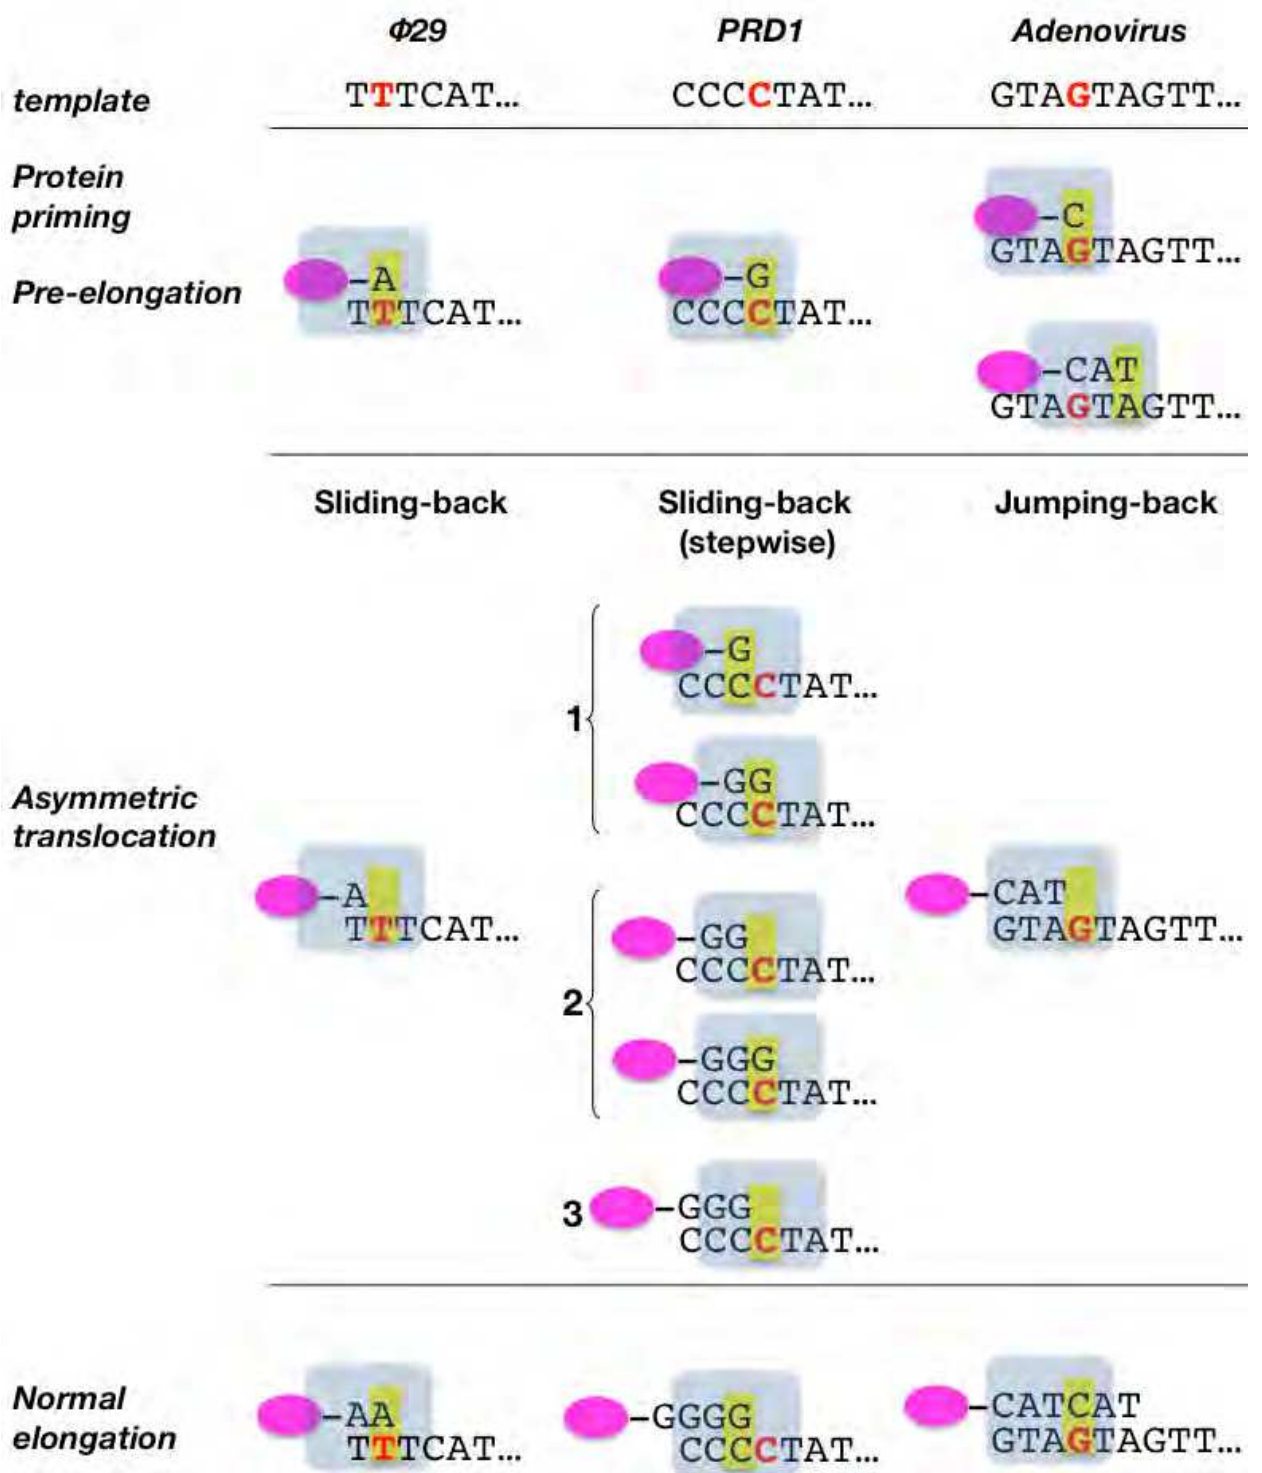 Φ29 PRD1 Adenovirus
template TTTCAT... CCCCTAT... GTAGTAGTT...
Protein
priming
–C
GTAGTAGTT...
Pre-elongation –A –G
TTTCAT... CCCCTAT...
–CAT
GTAGTAGTT...
Sliding-back Sliding-back Jumping-back
(stepwise)
1
–G
CCCCTAT...
–GG
CCCCTAT...
Asymmetric
translocation
–A
TTTCAT...
2
–GG
CCCCTAT...
–GGG
CCCCTAT...
–CAT
GTAGTAGTT...
3 –GGG
CCCCTAT...
Normal
elongation
–AA –GGGG –CATCAT
TTTCAT... CCCCTAT... GTAGTAGTT...